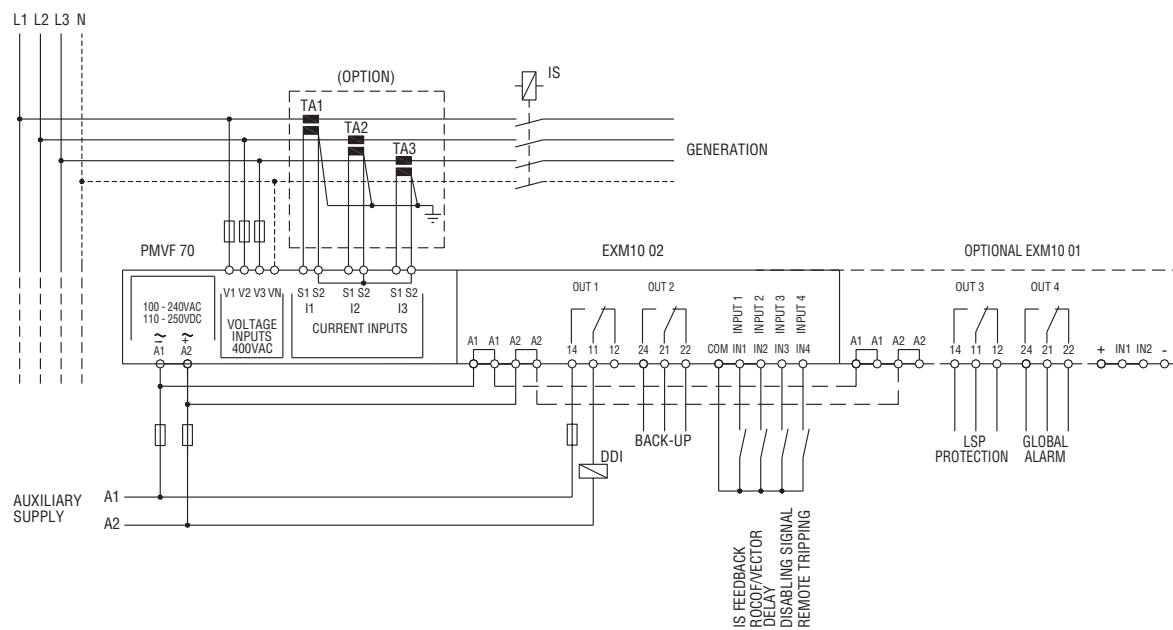 L1 L2 L3 N
(OPTION)
IS
TA1
TA2
TA3
GENERATION
PMVF 70
EXM10 02
OPTIONAL EXM10 01
100 - 240VAC
110 - 250VDC
~ ~
- +
A1 A2
V1 V2 V3 VN
VOLTAGE
INPUTS
400VAC
S1 S2 S1 S2 S1 S2
I1 I2 I3
CURRENT INPUTS
OUT 1 OUT 2
INPUT 1
INPUT 2
INPUT 3
INPUT 4
OUT 3 OUT 4
A1 A1 A2 A2
14 11 12
24 21 22
COM IN1 IN2 IN3 IN4
A1 A1 A2 A2
14 11 12
24 21 22
+ IN1 IN2 -
BACK-UP
LSP
PROTECTION
GLOBAL
ALARM
DDI
AUXILIARY
SUPPLY
A1
A2
IS FEEDBACK
ROCOF/VECTOR
DELAY
DISABLING SIGNAL
REMOTE TRIPPING